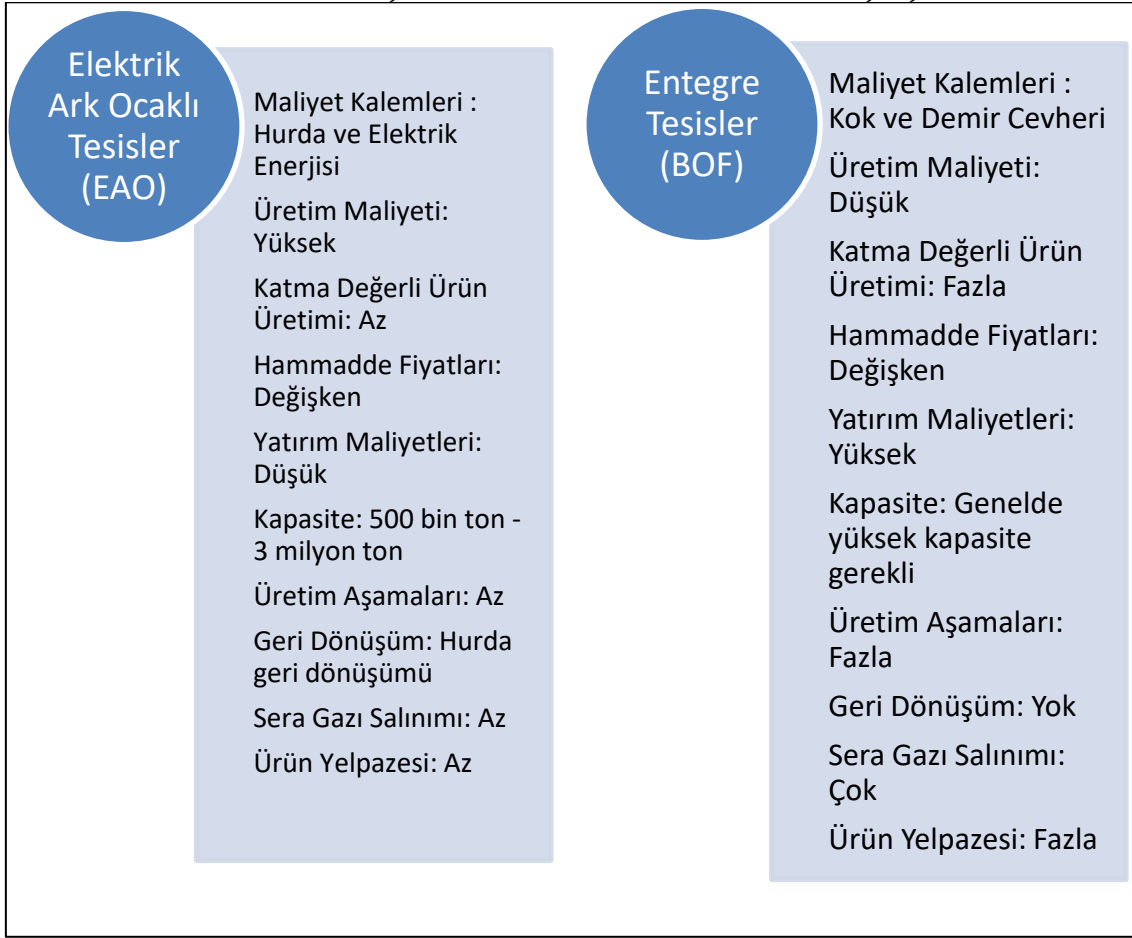 Elektrik
Ark Ocaklı
Tesisler
(EAO)
Maliyet Kalemleri :
Hurda ve Elektrik
Enerjisi
Üretim Maliyeti:
Yüksek
Katma Değerli Ürün
Üretimi: Az
Hammadde Fiyatları:
Değişken
Yatırım Maliyetleri:
Düşük
Kapasite: 500 bin ton -
3 milyon ton
Üretim Aşamaları: Az
Geri Dönüşüm: Hurda
geri dönüşümü
Sera Gazı Salınımı: Az
Ürün Yelpazesi: Az
Entegre
Tesisler
(BOF)
Maliyet Kalemleri :
Kok ve Demir Cevheri
Üretim Maliyeti:
Düşük
Katma Değerli Ürün
Üretimi: Fazla
Hammadde Fiyatları:
Değişken
Yatırım Maliyetleri:
Yüksek
Kapasite: Genelde
yüksek kapasite
gerekli
Üretim Aşamaları:
Fazla
Geri Dönüşüm: Yok
Sera Gazı Salınımı:
Çok
Ürün Yelpazesi: Fazla